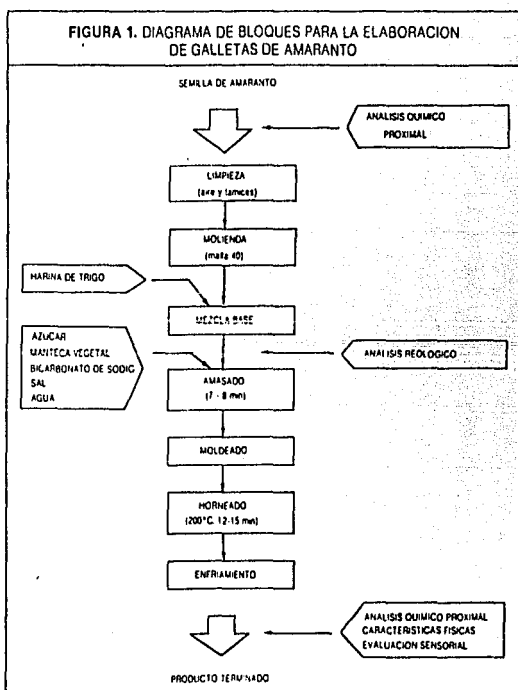 FIGURA 1. DIAGRAMA DE BLOQUES PARA LA ELABORACION
DE GALLETAS DE AMARANTO
SEMILLA DE AMARANTO
ANALISIS QUIMICO
PROXIMAL
LIMPIEZA
(aire y tamices)
MOLIENDA
(malla 40)
HARINA DE TRIGO
MEZCLA BASE
AZUCAR
MANTECA VEGETAL
BICARBONATO DE SODIO
SAL
AGUA
ANALISIS REOLOGICO
AMASADO
(7 - 8 min)
MOLDEADO
HORNEADO
(200°C. 12-15 min)
ENFRIAMIENTO
ANALISIS QUIMICO PROXIMAL
CARACTERISTICAS FISICAS
EVALUACION SENSORIAL
PRODUCTO TERMINADO